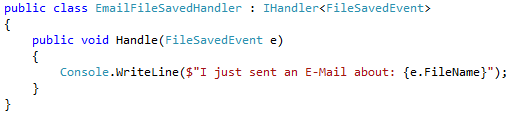 public class EmailFileSavedHandler : IHandler<FileSavedEvent>
{
    public void Handle(FileSavedEvent e)
    {
        Console.WriteLine($"I just sent an E-Mail about: {e.FileName}");
    }
}